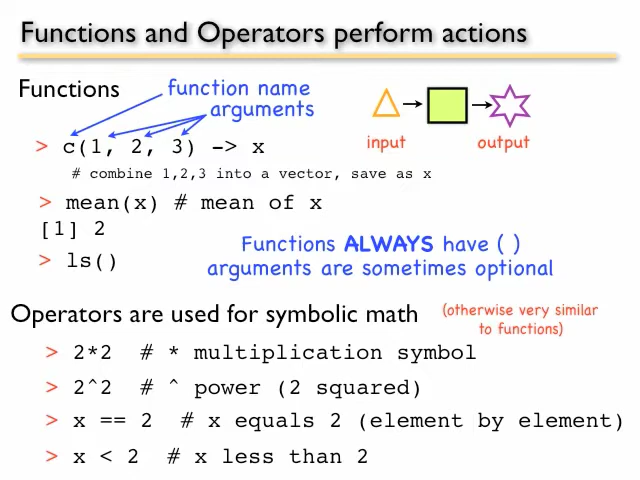 Functions and Operators perform actions
Functions
function name
arguments
> c(1, 2, 3) -> x
# combine 1,2,3 into a vector, save as x
input
output
> mean(x) # mean of x
[1] 2
> ls()
Functions ALWAYS have ( )
arguments are sometimes optional
Operators are used for symbolic math
(otherwise very similar
to functions)
> 2*2 # * multiplication symbol
> 2^2 # ^ power (2 squared)
> x == 2 # x equals 2 (element by element)
> x < 2 # x less than 2